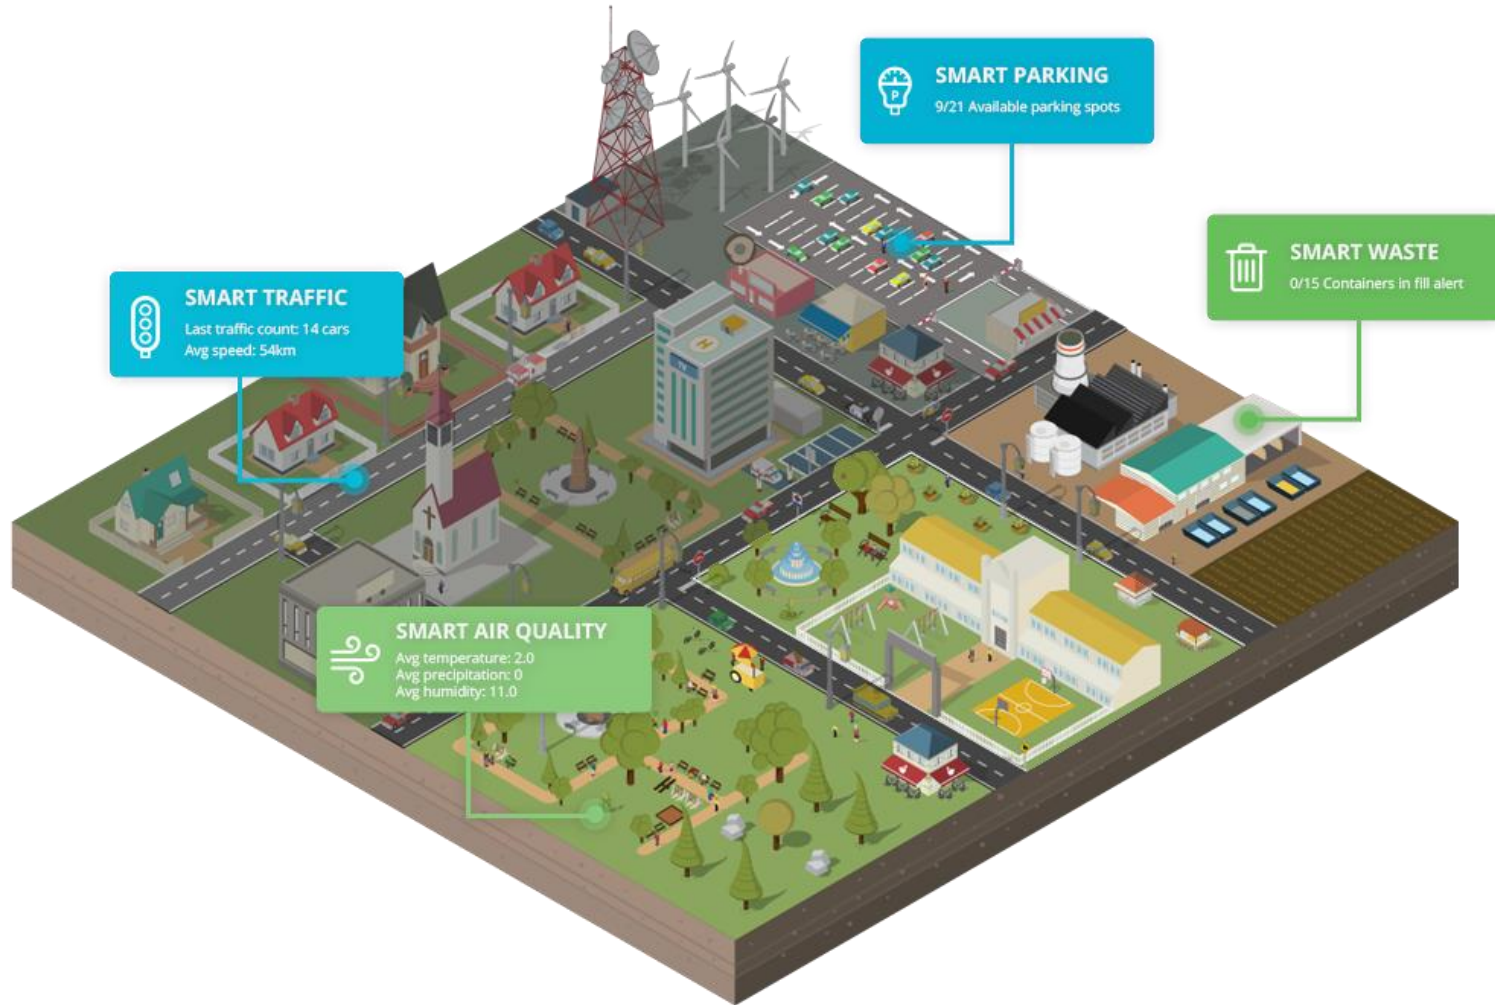 SMART PARKING
9/21 Available parking spots
SMART WASTE
0/15 Containers in fill alert
SMART TRAFFIC
Last traffic count: 14 cars
Avg speed: 54km
SMART AIR QUALITY
Avg temperature: 2.0
Avg precipitation: 0
Avg humidity: 11.0
P
H
TV